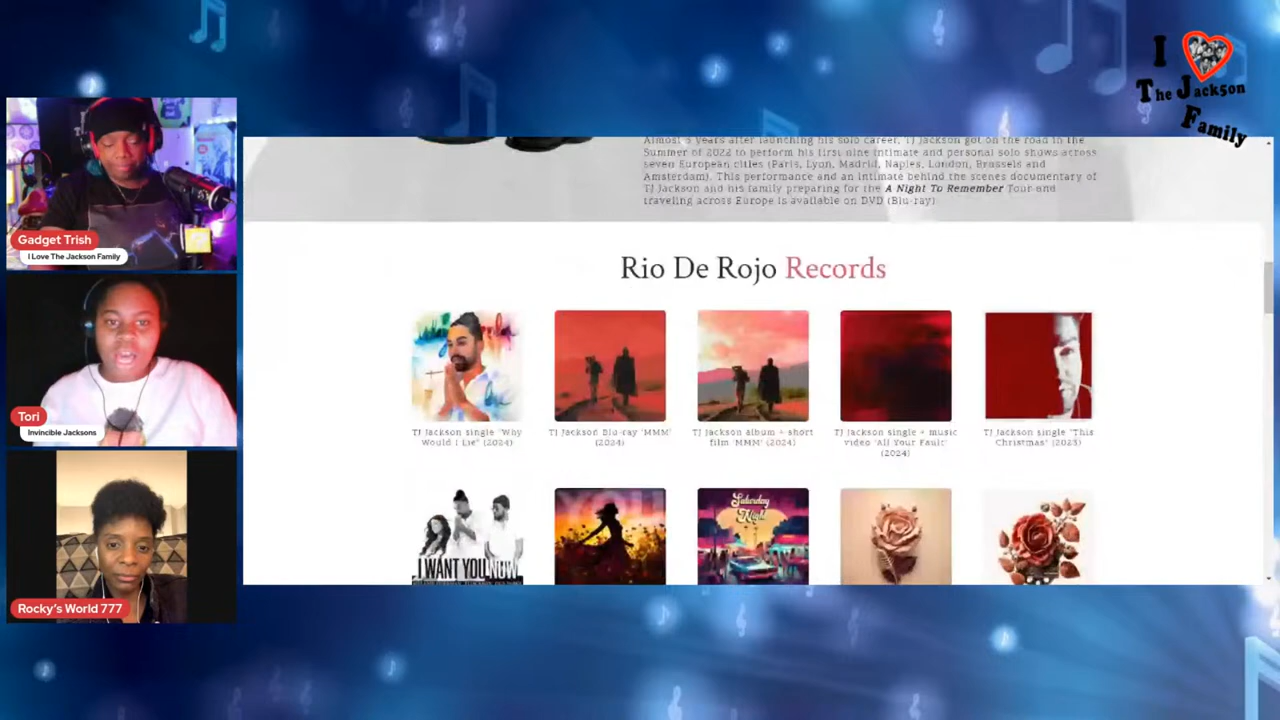 I
The Jack5on
Family
Gadget Trish
I Love The Jackson Family
Tori
Invincible Jacksons
Rocky's World 777
Almost 5 years after launching his solo career, TJ Jackson got on the road in the
Summer of 2022 to perform his first nine intimate and personal solo shows across
seven European cities (Paris, Lyon, Madrid, Naples, London, Brussels and
Amsterdam). This performance and an intimate behind the scenes documentary of
TJ Jackson and his family preparing for the A Night To Remember Tour and
traveling across Europe is available on DVD (Blu-ray)
Rio De Rojo Records
TJ Jackson single "Why
Would I Lie" (2024)
TJ Jackson Blu-ray 'MMM'
(2024)
TJ Jackson album + short
film 'MMM' (2024)
TJ Jackson single + music
video 'All Your Fault'
(2024)
TJ Jackson single "This
Christmas" (2023)
I WANT YOU NOW
Saturday
Night